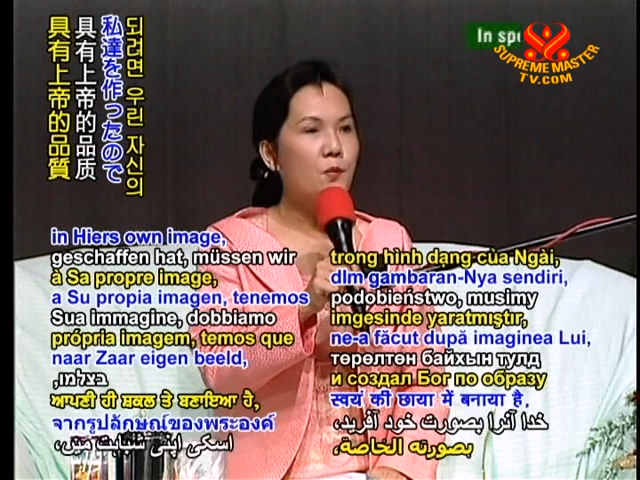 되려면 우린 자신의
私達を作ったので
具有上帝的品质
具有上帝的品質
In spe
SUPREME MASTER
TV.COM
in Hiers own image,
geschaffen hat, müssen wir
à Sa propre image,
a Su propia imagen, tenemos
Sua immagine, dobbiamo
própria imagem, temos que
naar Zaar eigen beeld,
בצלמו,
ਆਪਣੀ ਹੀ ਸ਼ਕਲ ਤੇ ਬਣਾਇਆ ਹੈ,
จากรูปลักษณ์ของพระองค์
اسکی اپنی شباہت میں،
trong hình dạng của Ngài,
dlm gambaran-Nya sendiri,
podobieństwo, musimy
imgesinde yaratmıştır,
ne-a făcut după imaginea Lui,
төрөлтөн байхын тулд
и создал Бог по образу
स्वयं की छाया में बनाया है,
خدا آنرا بصورت خود آفرید،
بصورته الخاصة،